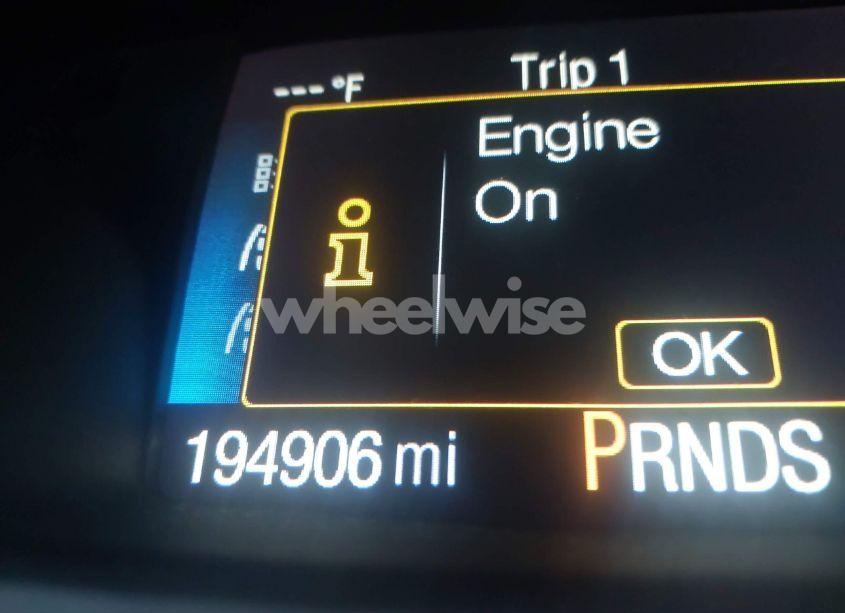 --- °F
Trip 1
Engine
On
i
wheelwise
OK
194906 mi
PRNDS